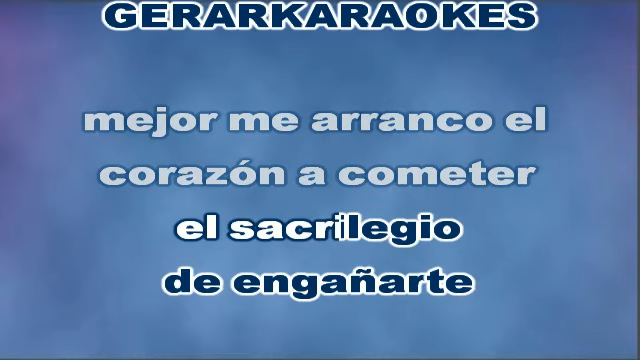 GERARKARAOKES
mejor me arranco el
corazón a cometer
el sacrilegio
de engañarte